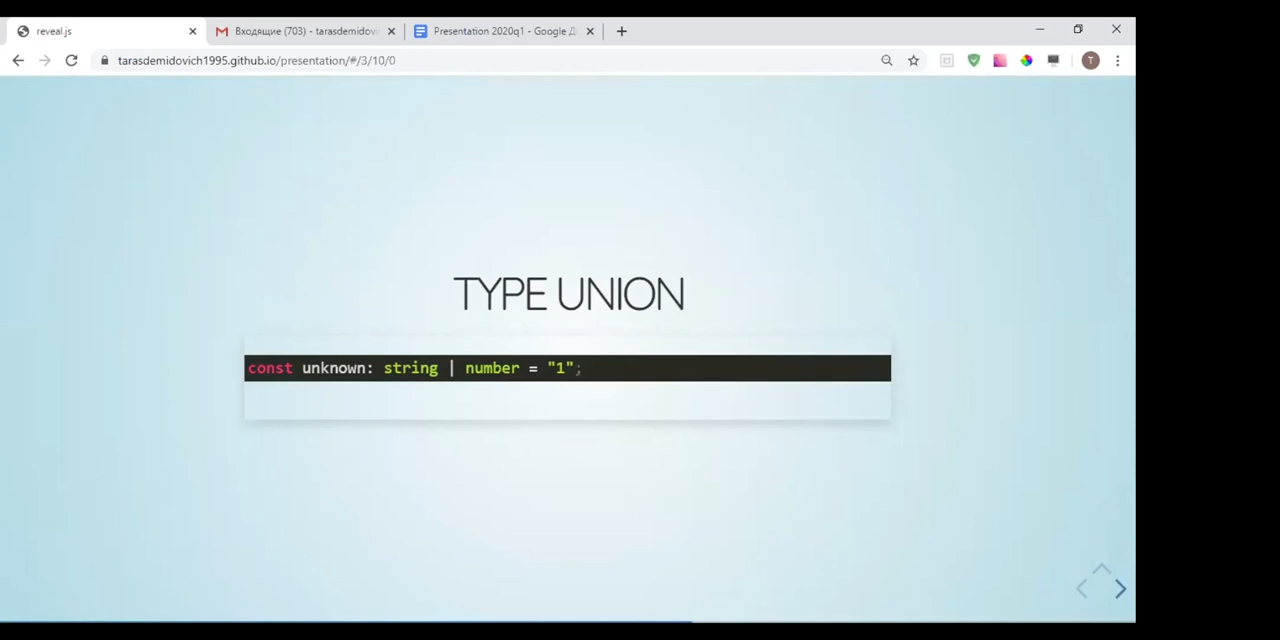 reveal.js
Входящие (703) - tarasdemidovi
Presentation 2020q1 - Google Д
tarasdemidovich1995.github.io/presentation/#/3/10/0
T
TYPE UNION
const unknown: string | number = "1";